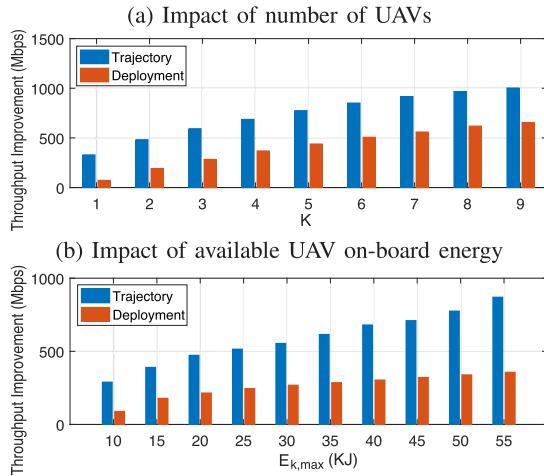 (a) Impact of number of UAVs
Throughput Improvement (Mbps)
1500
1000
500
0
Trajectory
Deployment
1 2 3 4 5 6 7 8 9
K
(b) Impact of available UAV on-board energy
Throughput Improvement (Mbps)
1000
500
0
Trajectory
Deployment
10 15 20 25 30 35 40 45 50 55
E_k,max (KJ)